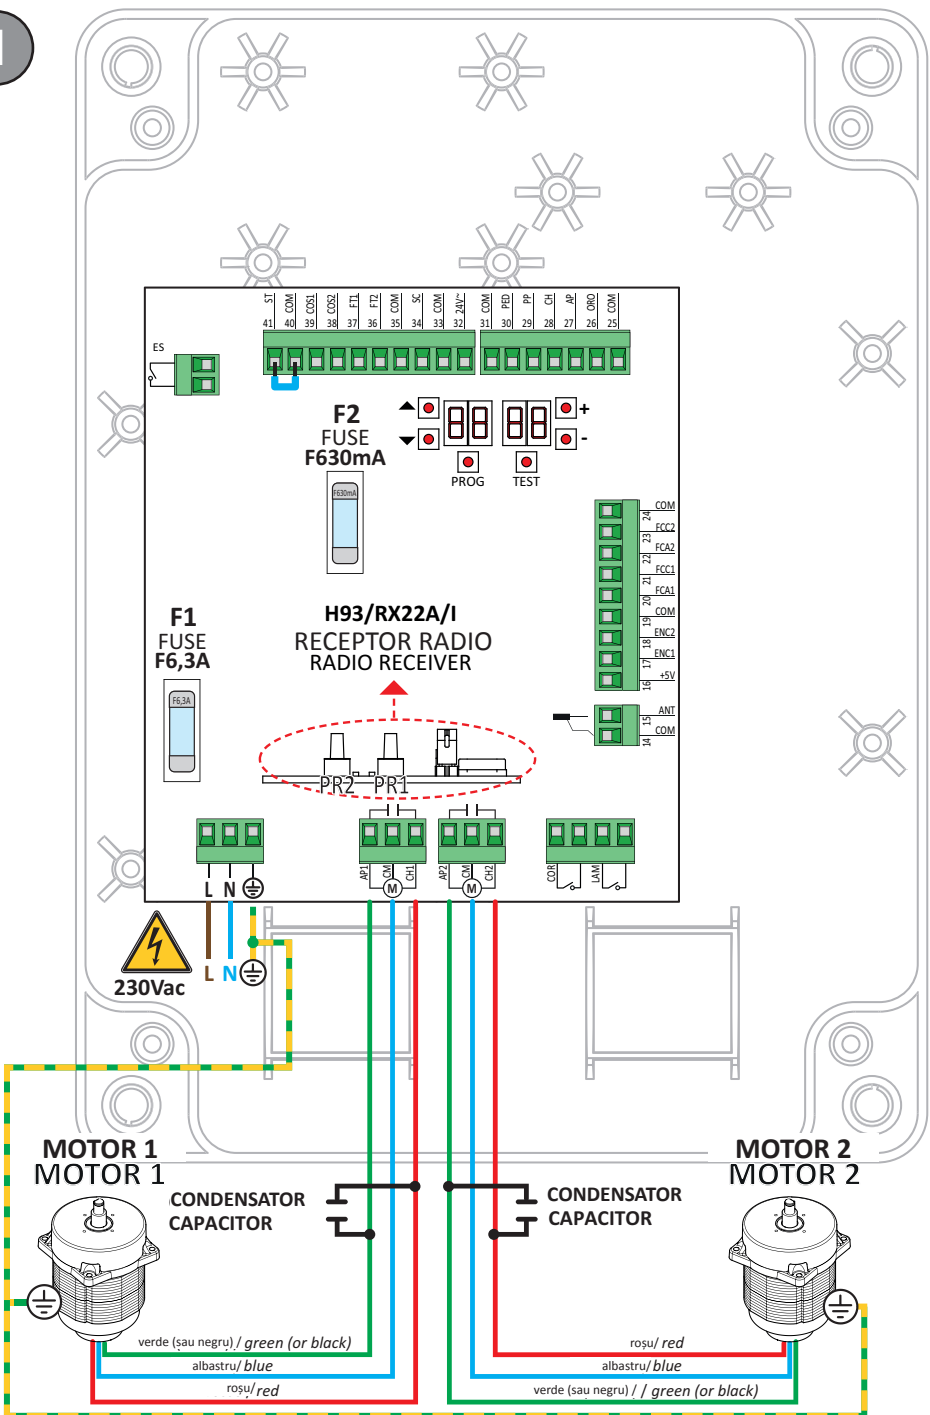 ST COM COS1 COS2 FT1 FT2 COM SC COM 24V~ COM PED PP CH AP ORO COM
41 40 39 38 37 36 35 34 33 32 31 30 29 28 27 26 25
ES
F2
FUSE
F630mA
F630mA
+
-
PROG TEST
COM
24
FCC2
23
FCA2
22
FCC1
21
FCA1
20
COM
19
ENC2
18
ENC1
17
+5V
16
ANT
15
COM
14
F1
FUSE
F6,3A
F6,3A
H93/RX22A/I
RECEPTOR RADIO
RADIO RECEIVER
PR2 PR1
AP1 CM CH1 AP2 CM CH2 COR LAM
L N M M
L N
230Vac
MOTOR 1
MOTOR 1
MOTOR 2
MOTOR 2
CONDENSATOR
CAPACITOR
CONDENSATOR
CAPACITOR
verde (sau negru) / green (or black)
albastru/ blue
roșu/ red
roșu/ red
albastru/ blue
verde (sau negru) / / green (or black)